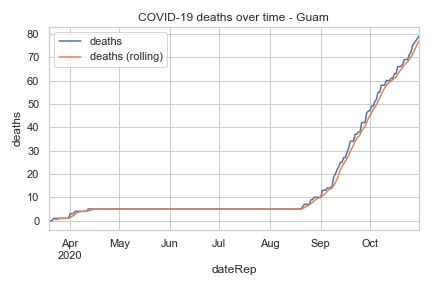 COVID-19 deaths over time - Guam
deaths
deaths (rolling)
80
70
60
50
40
30
20
10
0
deaths
Apr
2020
May
Jun
Jul
Aug
Sep
Oct
dateRep